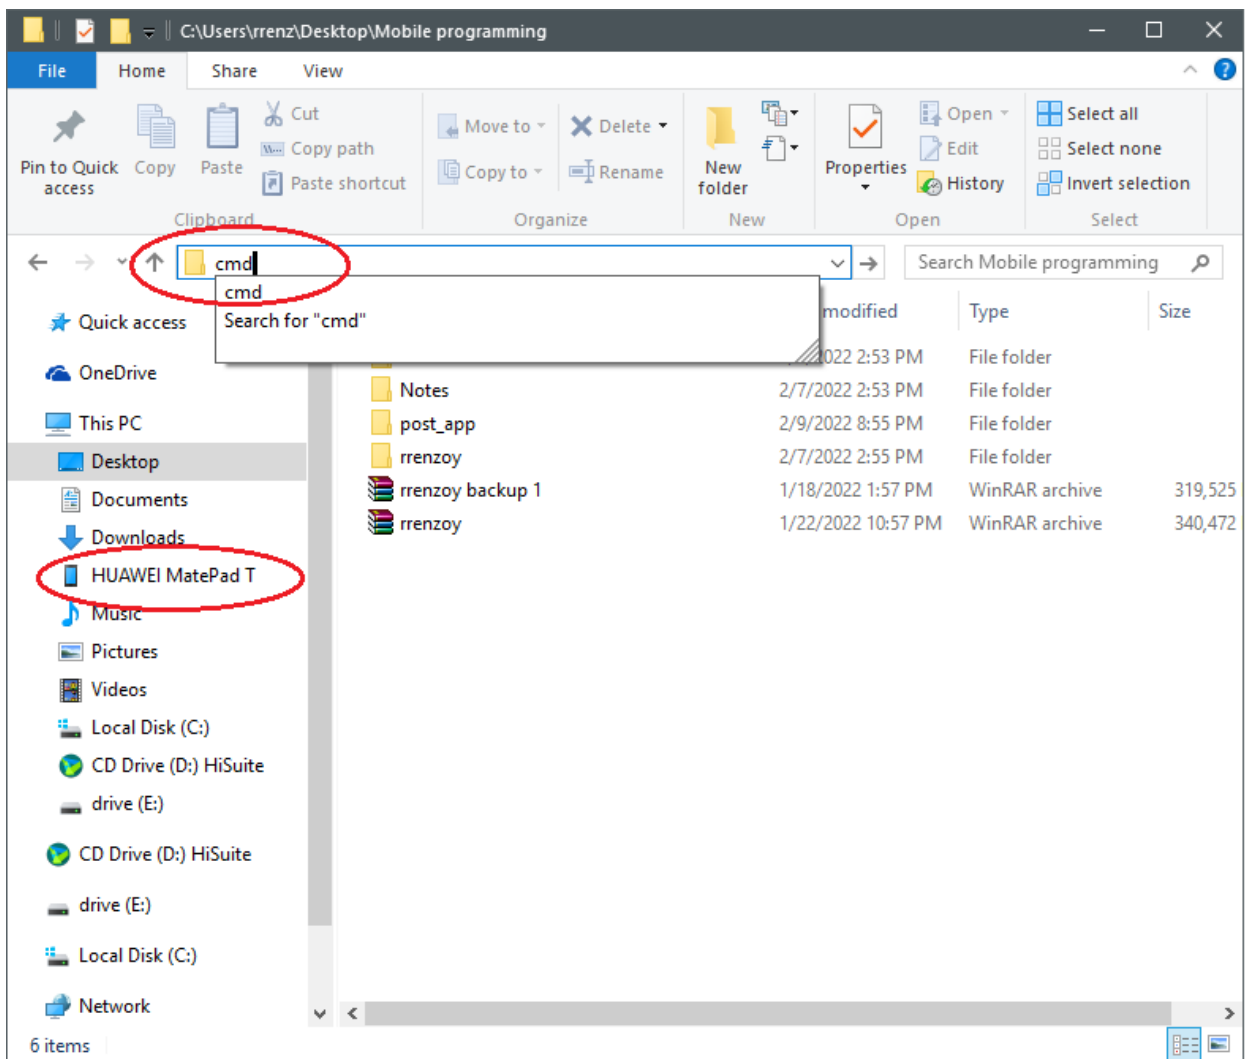 C:\Users\rrenz\Desktop\Mobile programming
File Home Share View
Pin to Quick access
Copy
Paste
Cut
Copy path
Paste shortcut
Clipboard
Move to
Copy to
Delete
Rename
Organize
New folder
New
Properties
Open
Edit
History
Open
Select all
Select none
Invert selection
Select
cmd
Search Mobile programming
cmd
Search for "cmd"
modified Type Size
2022 2:53 PM File folder
Notes 2/7/2022 2:53 PM File folder
post_app 2/9/2022 8:55 PM File folder
rrenzoy 2/7/2022 2:55 PM File folder
rrenzoy backup 1 1/18/2022 1:57 PM WinRAR archive 319,525
rrenzoy 1/22/2022 10:57 PM WinRAR archive 340,472
Quick access
OneDrive
This PC
Desktop
Documents
Downloads
HUAWEI MatePad T
Music
Pictures
Videos
Local Disk (C:)
CD Drive (D:) HiSuite
drive (E:)
CD Drive (D:) HiSuite
drive (E:)
Local Disk (C:)
Network
6 items